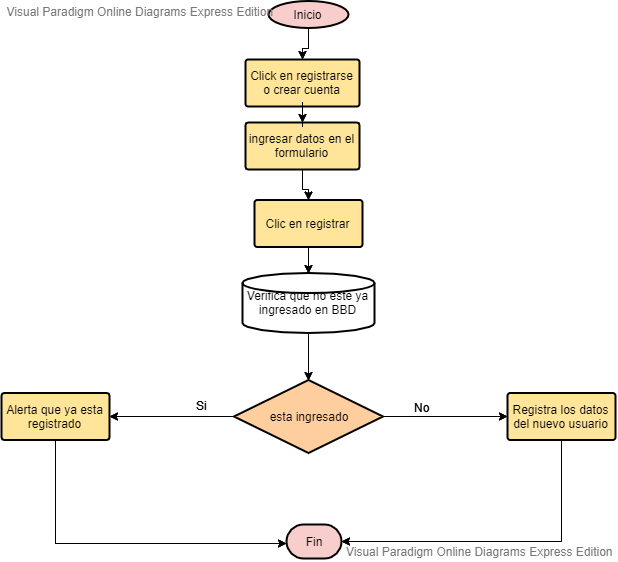 Visual Paradigm Online Diagrams Express Edition
Inicio
Click en registrarse
o crear cuenta
ingresar datos en el
formulario
Clic en registrar
Verifica que no este ya
ingresado en BBD
esta ingresado
Si
No
Alerta que ya esta
registrado
Registra los datos
del nuevo usuario
Fin
Visual Paradigm Online Diagrams Express Edition